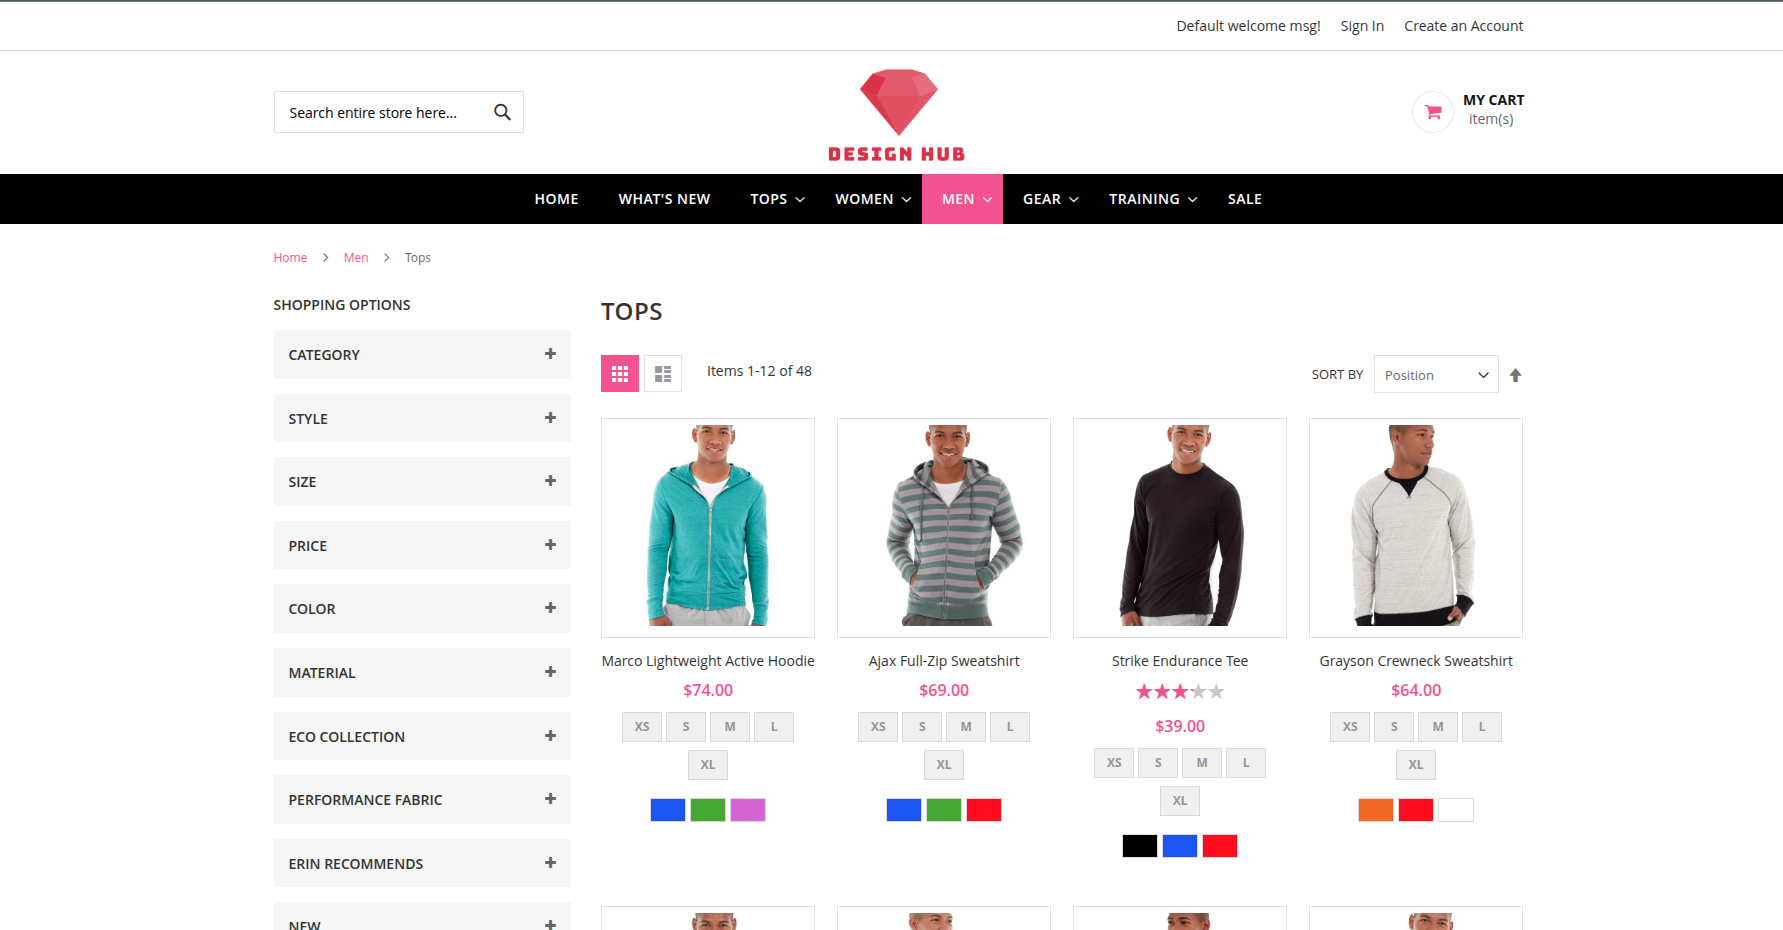 Default welcome msg! Sign In Create an Account
Search entire store here...
DESIGN HUB
MY CART
item(s)
HOME WHAT'S NEW TOPS WOMEN MEN GEAR TRAINING SALE
Home > Men > Tops
SHOPPING OPTIONS
CATEGORY
STYLE
SIZE
PRICE
COLOR
MATERIAL
ECO COLLECTION
PERFORMANCE FABRIC
ERIN RECOMMENDS
NEW
TOPS
Items 1-12 of 48
SORT BY Position
Marco Lightweight Active Hoodie
$74.00
XS S M L
XL
Ajax Full-Zip Sweatshirt
$69.00
XS S M L
XL
Strike Endurance Tee
$39.00
XS S M L
XL
Grayson Crewneck Sweatshirt
$64.00
XS S M L
XL